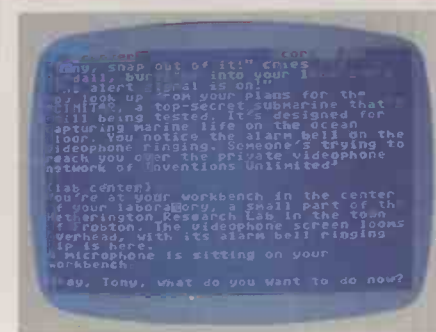 center
snap out of it!" cries
into your
alert signal is on!"
look up from your plans for the
a top-secret submarine that
still being tested. It's designed for
capturing marine life on the ocean
floor. You notice the alarm bell on the
videophone ringing. Someone's trying to
reach you over the private videophone
network of Inventions Unlimited
(lab center)
You're at your workbench in the center
of your laboratory, a small part of the
Hetherington Research Lab in the town
of Frobton. The videophone screen looms
overhead, with its alarm bell ringing
is here.
A microphone is sitting on your
workbench
Okay, Tony, what do you want to do now?